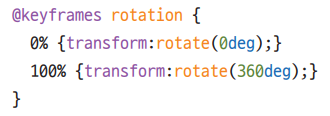 @keyframes rotation {
0% {transform:rotate(0deg);}
100% {transform:rotate(360deg);}
}